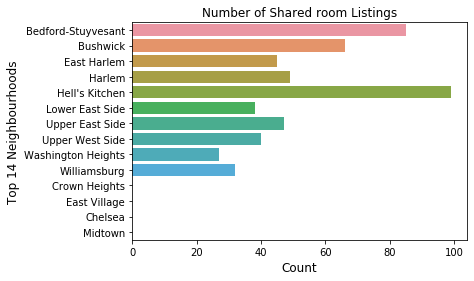 Number of Shared room Listings
Top 14 Neighbourhoods
Bedford-Stuyvesant
Bushwick
East Harlem
Harlem
Hell's Kitchen
Lower East Side
Upper East Side
Upper West Side
Washington Heights
Williamsburg
Crown Heights
East Village
Chelsea
Midtown
0 20 40 60 80 100
Count